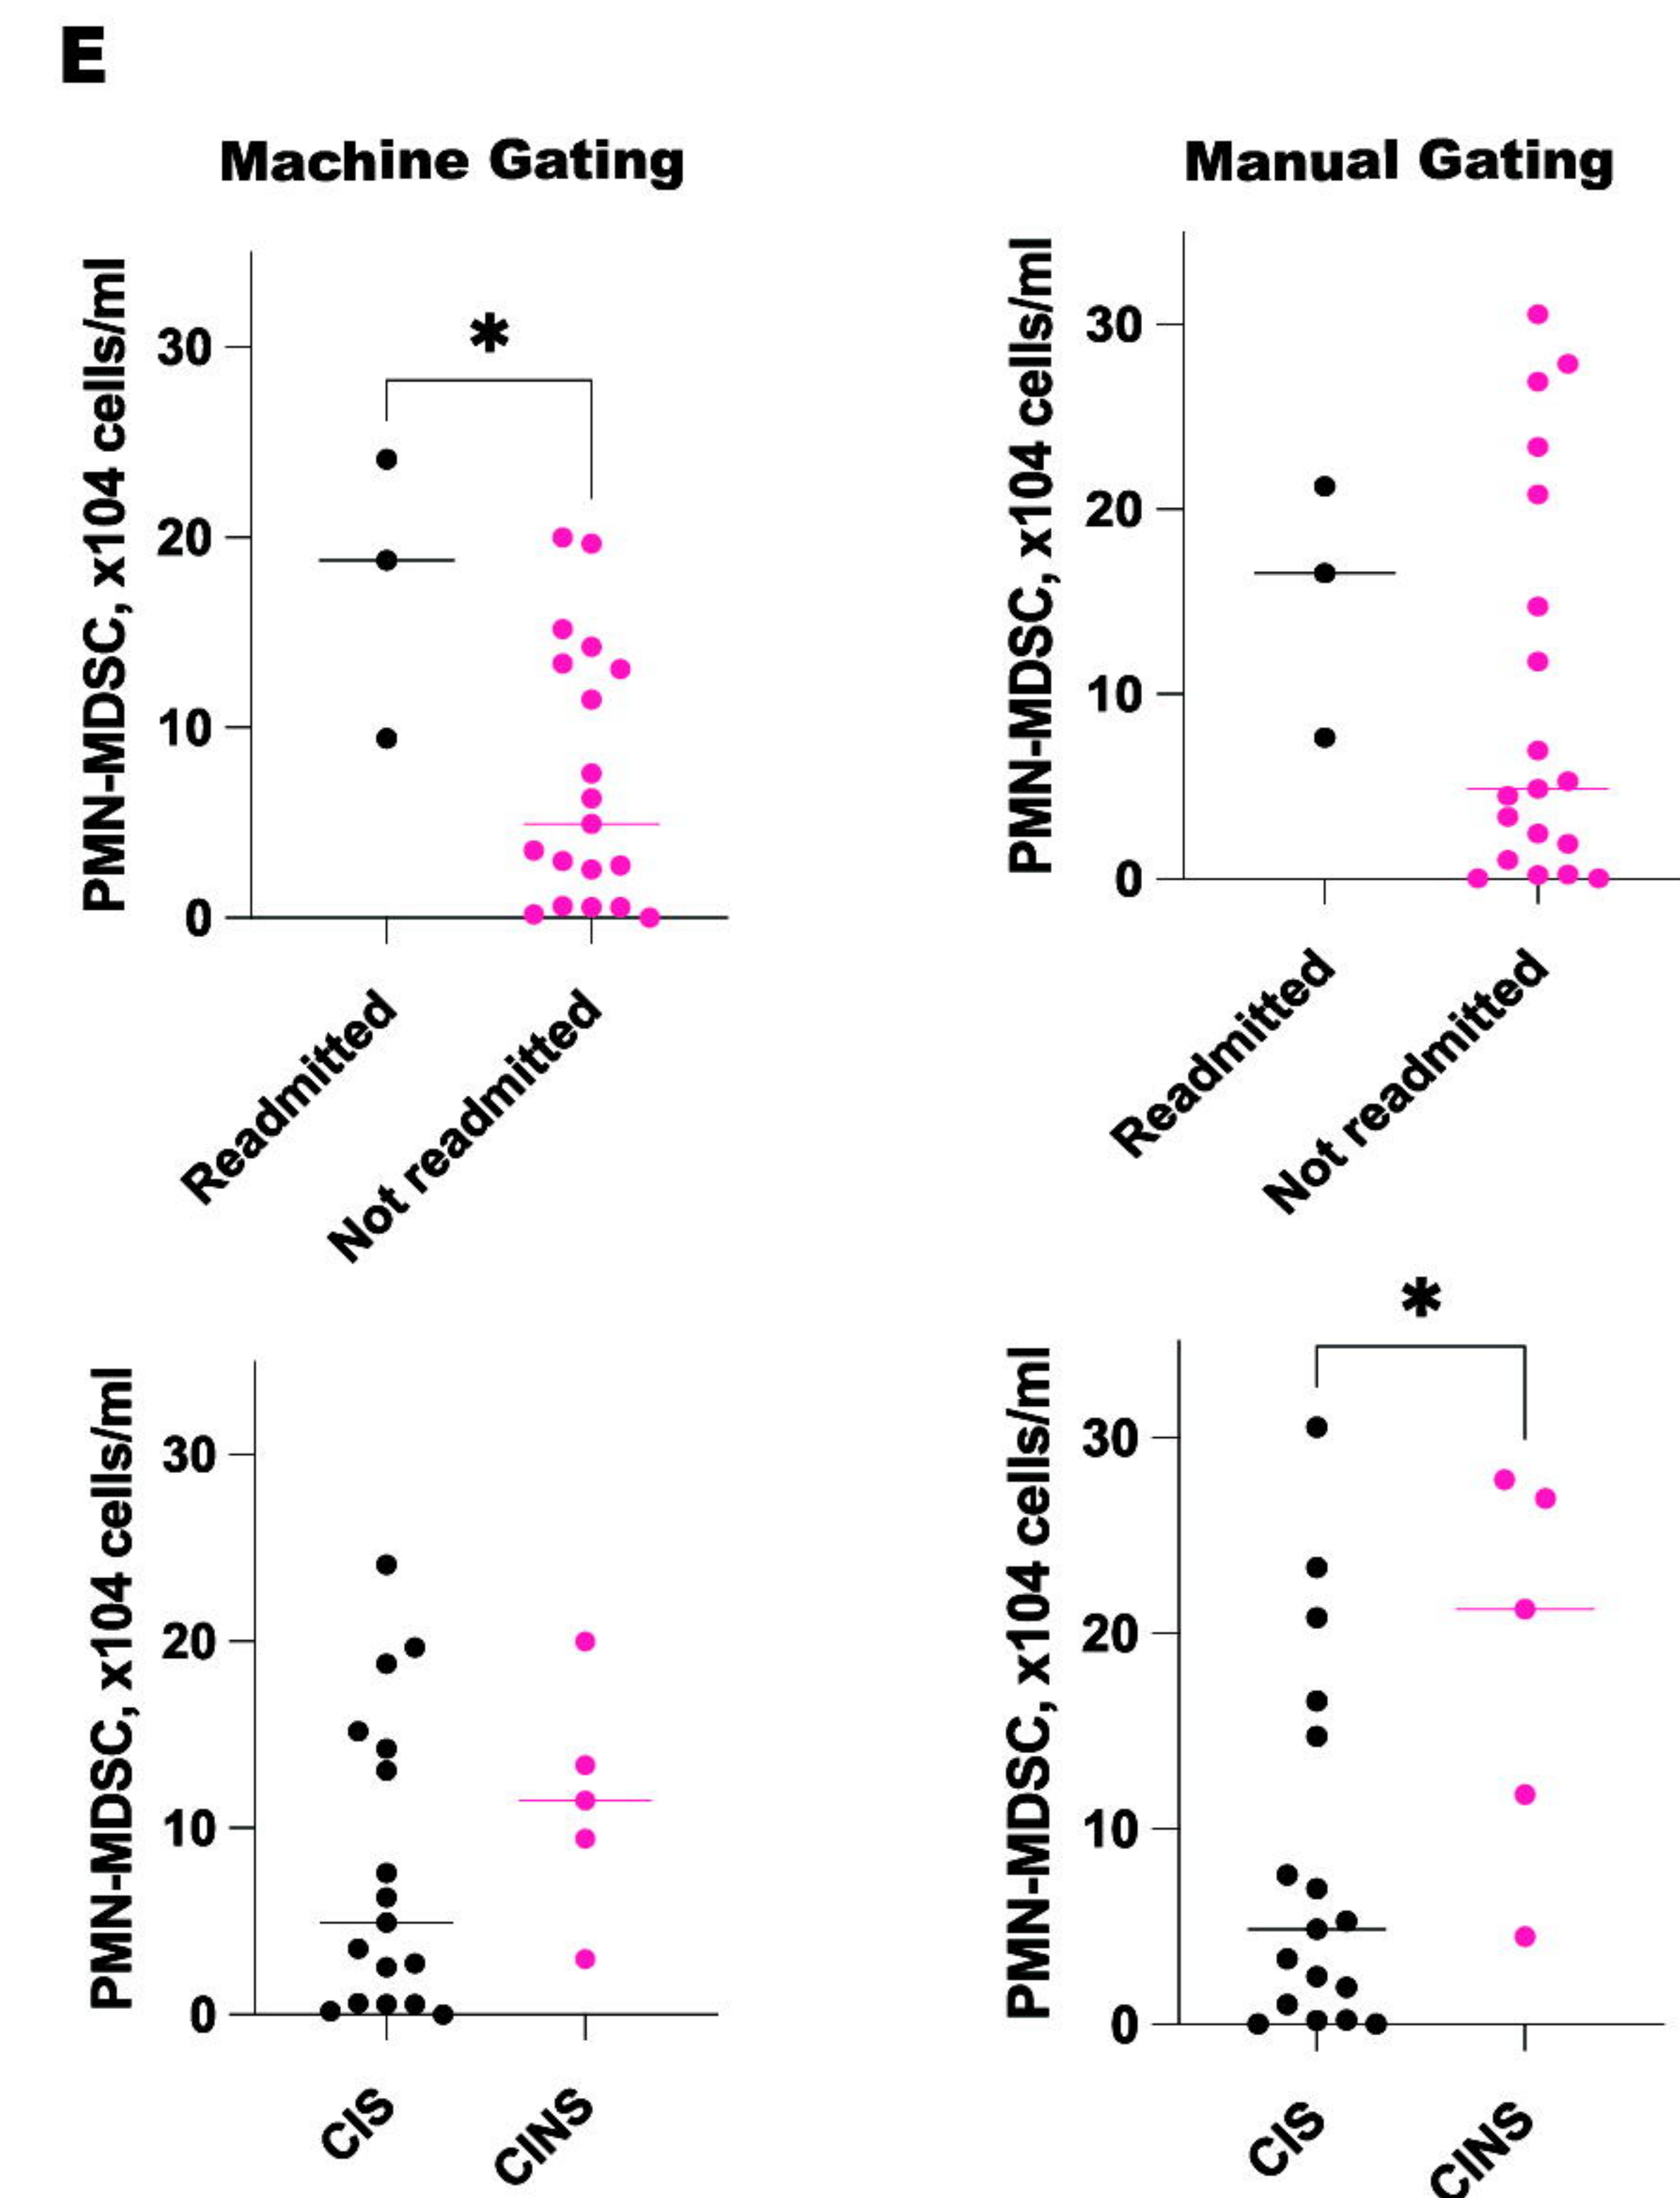 E
Machine Gating
Manual Gating
PMN-MDSC, x104 cells/ml
30
20
10
0
*
Readmitted
Not readmitted
PMN-MDSC, x104 cells/ml
30
20
10
0
Readmitted
Not readmitted
PMN-MDSC, x104 cells/ml
30
20
10
0
CIS
CINS
PMN-MDSC, x104 cells/ml
30
20
10
0
*
CIS
CINS